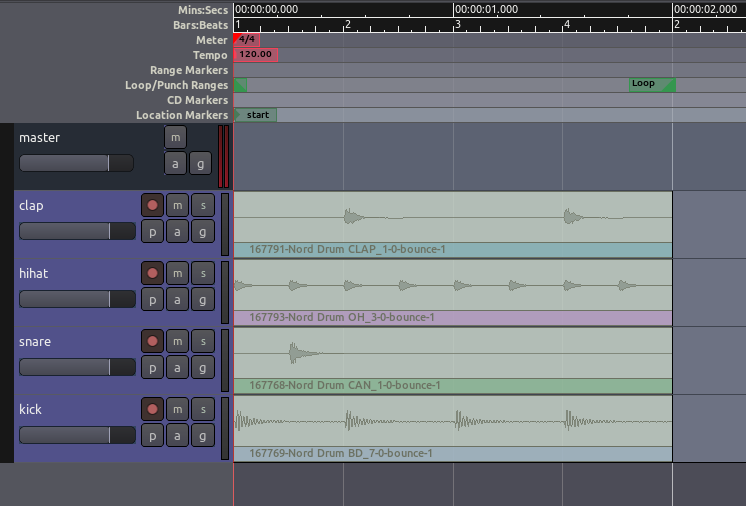 Mins:Secs 00:00:00.000 00:00:01.000 00:00:02.000
Bars:Beats 1 2 3 4 2
Meter 4/4
Tempo 120.00
Range Markers
Loop/Punch Ranges Loop
CD Markers
Location Markers start
master m
a g
clap m s
p a g
167791-Nord Drum CLAP_1-0-bounce-1
hihat m s
p a g
167793-Nord Drum OH_3-0-bounce-1
snare m s
p a g
167768-Nord Drum CAN_1-0-bounce-1
kick m s
p a g
167769-Nord Drum BD_7-0-bounce-1